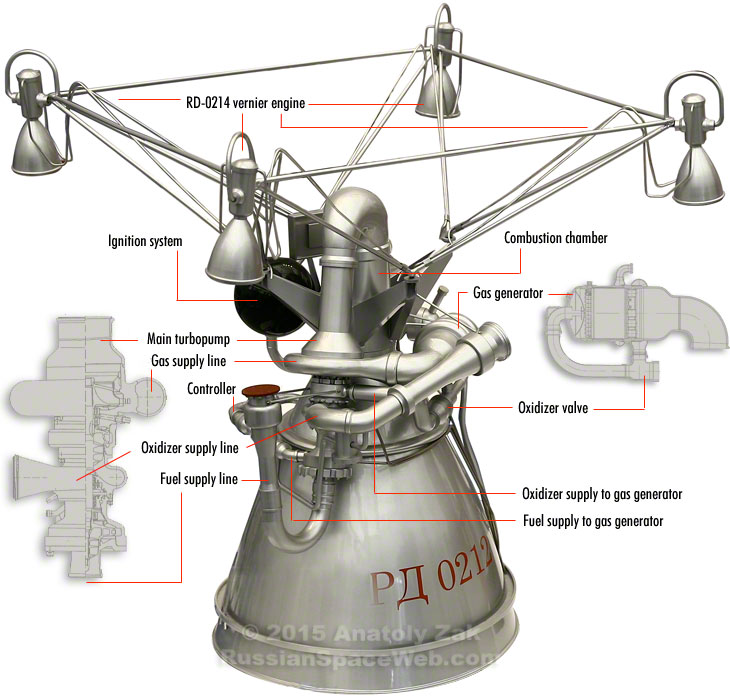 RD-0214 vernier engine
Ignition system
Combustion chamber
Gas generator
Main turbopump
Gas supply line
Controller
Oxidizer valve
Oxidizer supply line
Fuel supply line
Oxidizer supply to gas generator
Fuel supply to gas generator
РД 0212
© 2015 Anatoly Zak
RussianSpaceWeb.com